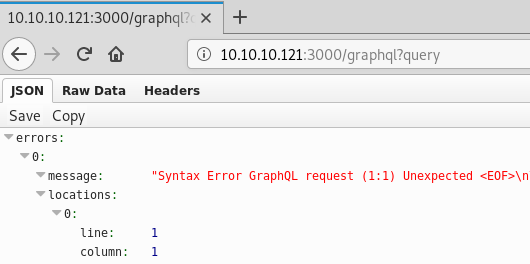 10.10.10.121:3000/graphql?
10.10.10.121:3000/graphql?query
JSON Raw Data Headers
Save Copy
errors:
0:
message: "Syntax Error GraphQL request (1:1) Unexpected <EOF>\n
locations:
0:
line: 1
column: 1